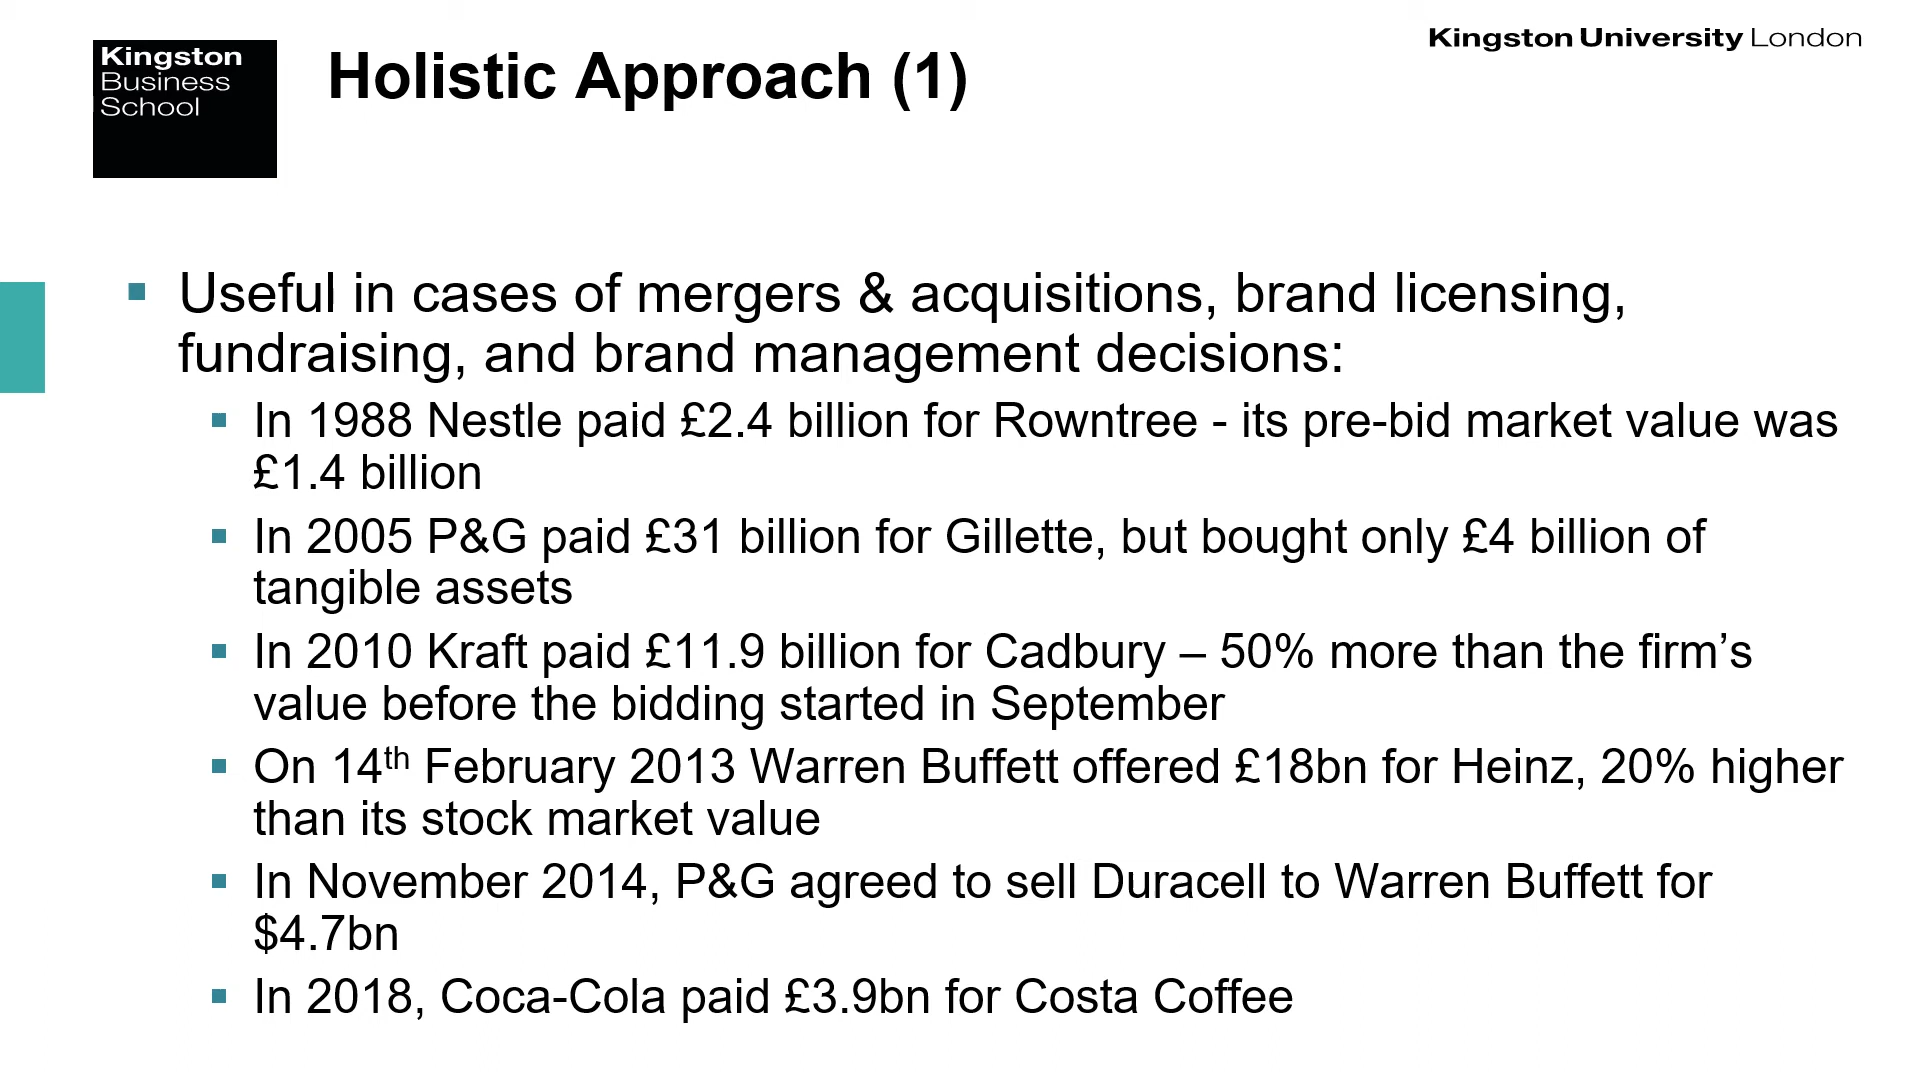 Kingston
Business
School
Holistic Approach (1)
Kingston University London
▪ Useful in cases of mergers & acquisitions, brand licensing,
fundraising, and brand management decisions:
▪ In 1988 Nestle paid £2.4 billion for Rowntree - its pre-bid market value was
£1.4 billion
▪ In 2005 P&G paid £31 billion for Gillette, but bought only £4 billion of
tangible assets
▪ In 2010 Kraft paid £11.9 billion for Cadbury – 50% more than the firm’s
value before the bidding started in September
▪ On 14th February 2013 Warren Buffett offered £18bn for Heinz, 20% higher
than its stock market value
▪ In November 2014, P&G agreed to sell Duracell to Warren Buffett for
$4.7bn
▪ In 2018, Coca-Cola paid £3.9bn for Costa Coffee